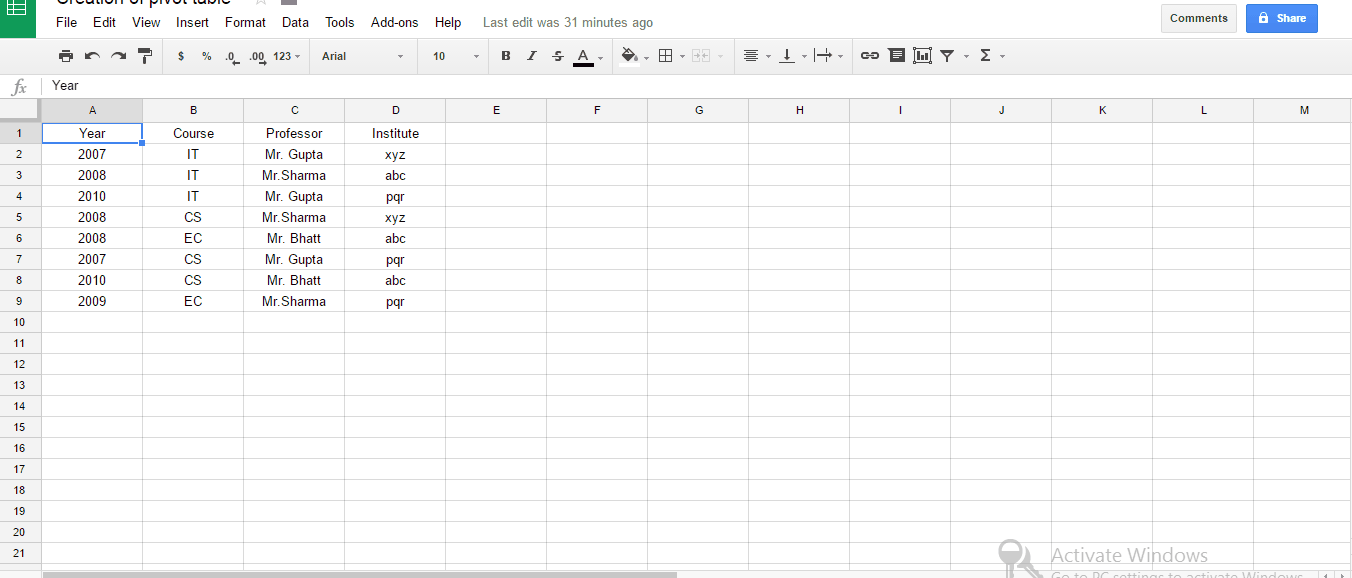 Creation of pivot table
File Edit View Insert Format Data Tools Add-ons Help Last edit was 31 minutes ago
Comments Share
$ % .0 .00 123 Arial 10 B I S A Σ
fx Year
A B C D E F G H I J K L M
1 Year Course Professor Institute
2 2007 IT Mr. Gupta xyz
3 2008 IT Mr.Sharma abc
4 2010 IT Mr. Gupta pqr
5 2008 CS Mr.Sharma xyz
6 2008 EC Mr. Bhatt abc
7 2007 CS Mr. Gupta pqr
8 2010 CS Mr. Bhatt abc
9 2009 EC Mr.Sharma pqr
10
11
12
13
14
15
16
17
18
19
20
21
Activate Windows
Go to PC settings to activate Windows.